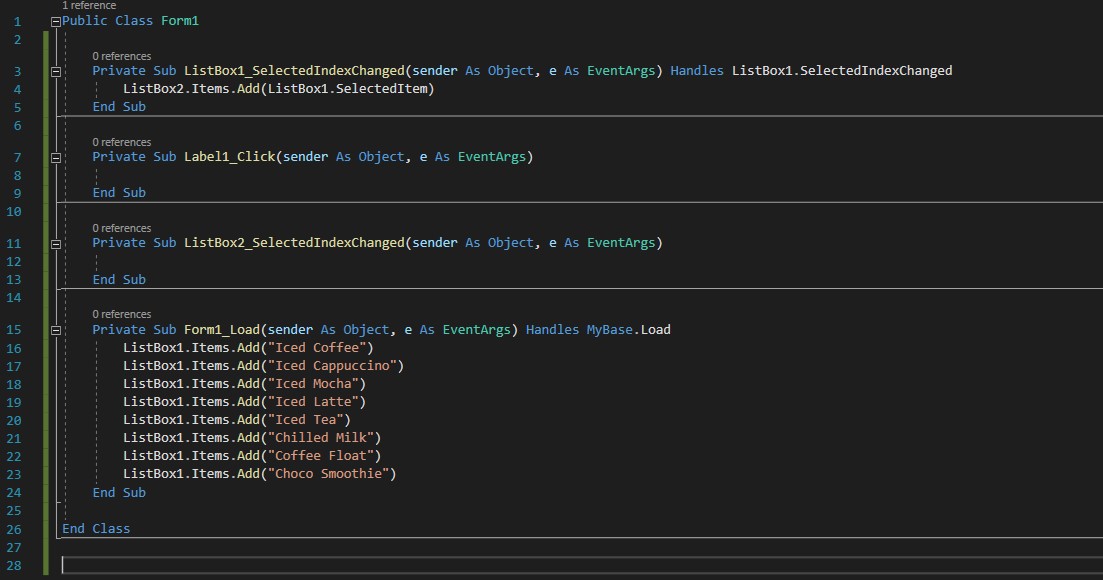 1 reference
1 Public Class Form1
2
0 references
3 Private Sub ListBox1_SelectedIndexChanged(sender As Object, e As EventArgs) Handles ListBox1.SelectedIndexChanged
4 ListBox2.Items.Add(ListBox1.SelectedItem)
5 End Sub
6
0 references
7 Private Sub Label1_Click(sender As Object, e As EventArgs)
8
9 End Sub
10
0 references
11 Private Sub ListBox2_SelectedIndexChanged(sender As Object, e As EventArgs)
12
13 End Sub
14
0 references
15 Private Sub Form1_Load(sender As Object, e As EventArgs) Handles MyBase.Load
16 ListBox1.Items.Add("Iced Coffee")
17 ListBox1.Items.Add("Iced Cappuccino")
18 ListBox1.Items.Add("Iced Mocha")
19 ListBox1.Items.Add("Iced Latte")
20 ListBox1.Items.Add("Iced Tea")
21 ListBox1.Items.Add("Chilled Milk")
22 ListBox1.Items.Add("Coffee Float")
23 ListBox1.Items.Add("Choco Smoothie")
24 End Sub
25
26 End Class
27
28